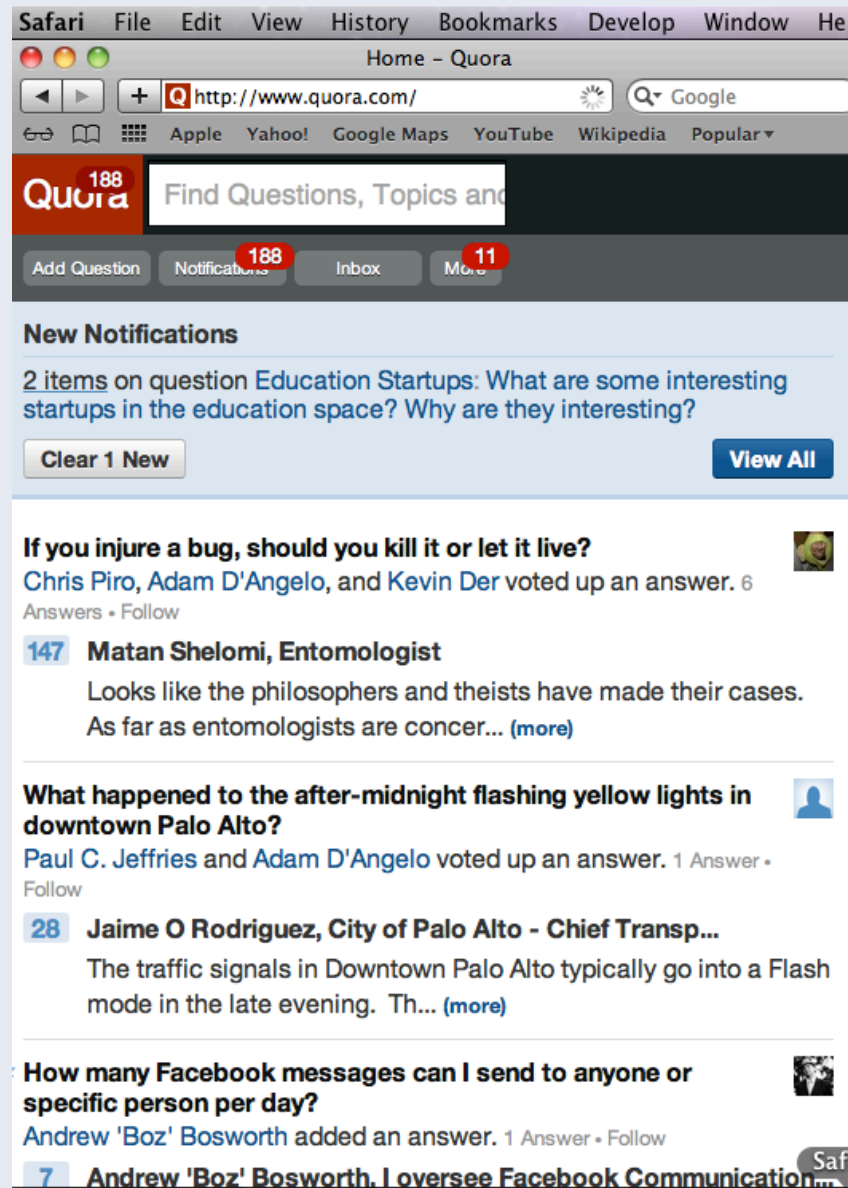 Safari File Edit View History Bookmarks Develop Window He
Home – Quora
Q http://www.quora.com/ Google
Apple Yahoo! Google Maps YouTube Wikipedia Popular
Quora 188 Find Questions, Topics and
Add Question Notifications 188 Inbox More 11
New Notifications
2 items on question Education Startups: What are some interesting
startups in the education space? Why are they interesting?
Clear 1 New View All
If you injure a bug, should you kill it or let it live?
Chris Piro, Adam D'Angelo, and Kevin Der voted up an answer. 6
Answers • Follow
147 Matan Shelomi, Entomologist
Looks like the philosophers and theists have made their cases.
As far as entomologists are concer... (more)
What happened to the after-midnight flashing yellow lights in
downtown Palo Alto?
Paul C. Jeffries and Adam D'Angelo voted up an answer. 1 Answer •
Follow
28 Jaime O Rodriguez, City of Palo Alto - Chief Transp...
The traffic signals in Downtown Palo Alto typically go into a Flash
mode in the late evening. Th... (more)
How many Facebook messages can I send to anyone or
specific person per day?
Andrew 'Boz' Bosworth added an answer. 1 Answer • Follow
Saf
7 Andrew 'Boz' Bosworth, I oversee Facebook Communication...